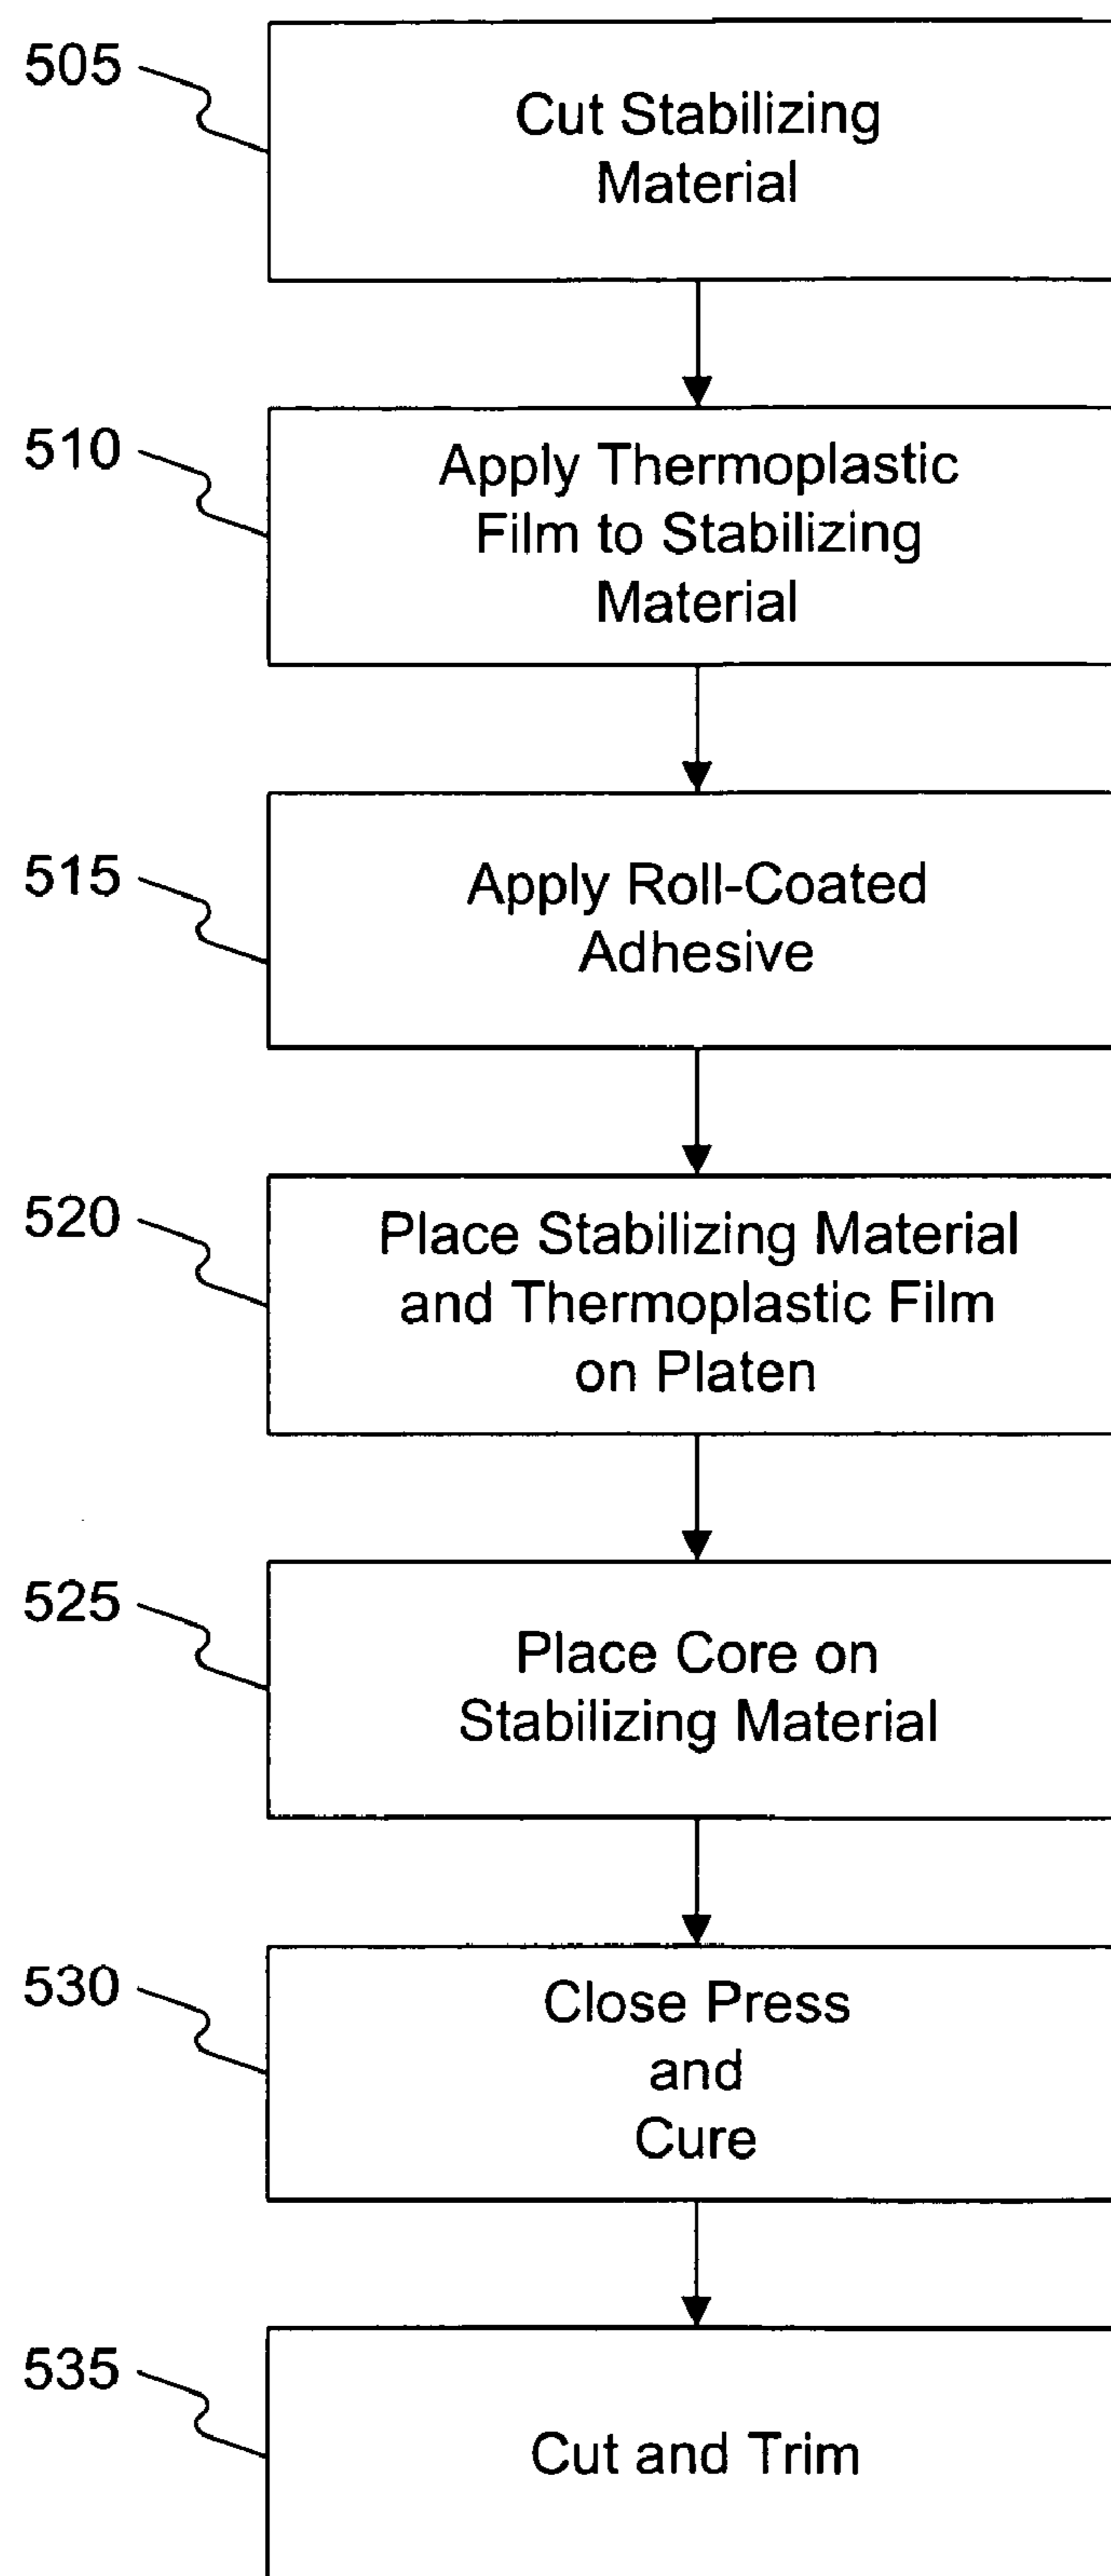 505
Cut Stabilizing
Material
510
Apply Thermoplastic
Film to Stabilizing
Material
515
Apply Roll-Coated
Adhesive
520
Place Stabilizing Material
and Thermoplastic Film
on Platen
525
Place Core on
Stabilizing Material
530
Close Press
and
Cure
535
Cut and Trim